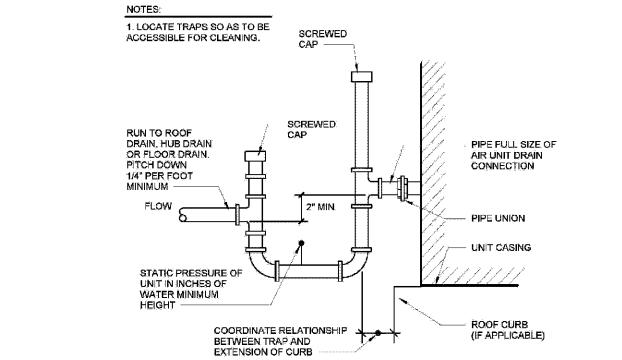 NOTES:
1. LOCATE TRAPS SO AS TO BE
ACCESSIBLE FOR CLEANING.
SCREWED
CAP
SCREWED
CAP
RUN TO ROOF
DRAIN, HUB DRAIN
OR FLOOR DRAIN.
PITCH DOWN
1/4" PER FOOT
MINIMUM
FLOW
2" MIN.
PIPE FULL SIZE OF
AIR UNIT DRAIN
CONNECTION
PIPE UNION
UNIT CASING
STATIC PRESSURE OF
UNIT IN INCHES OF
WATER MINIMUM
HEIGHT
COORDINATE RELATIONSHIP
BETWEEN TRAP AND
EXTENSION OF CURB
ROOF CURB
(IF APPLICABLE)